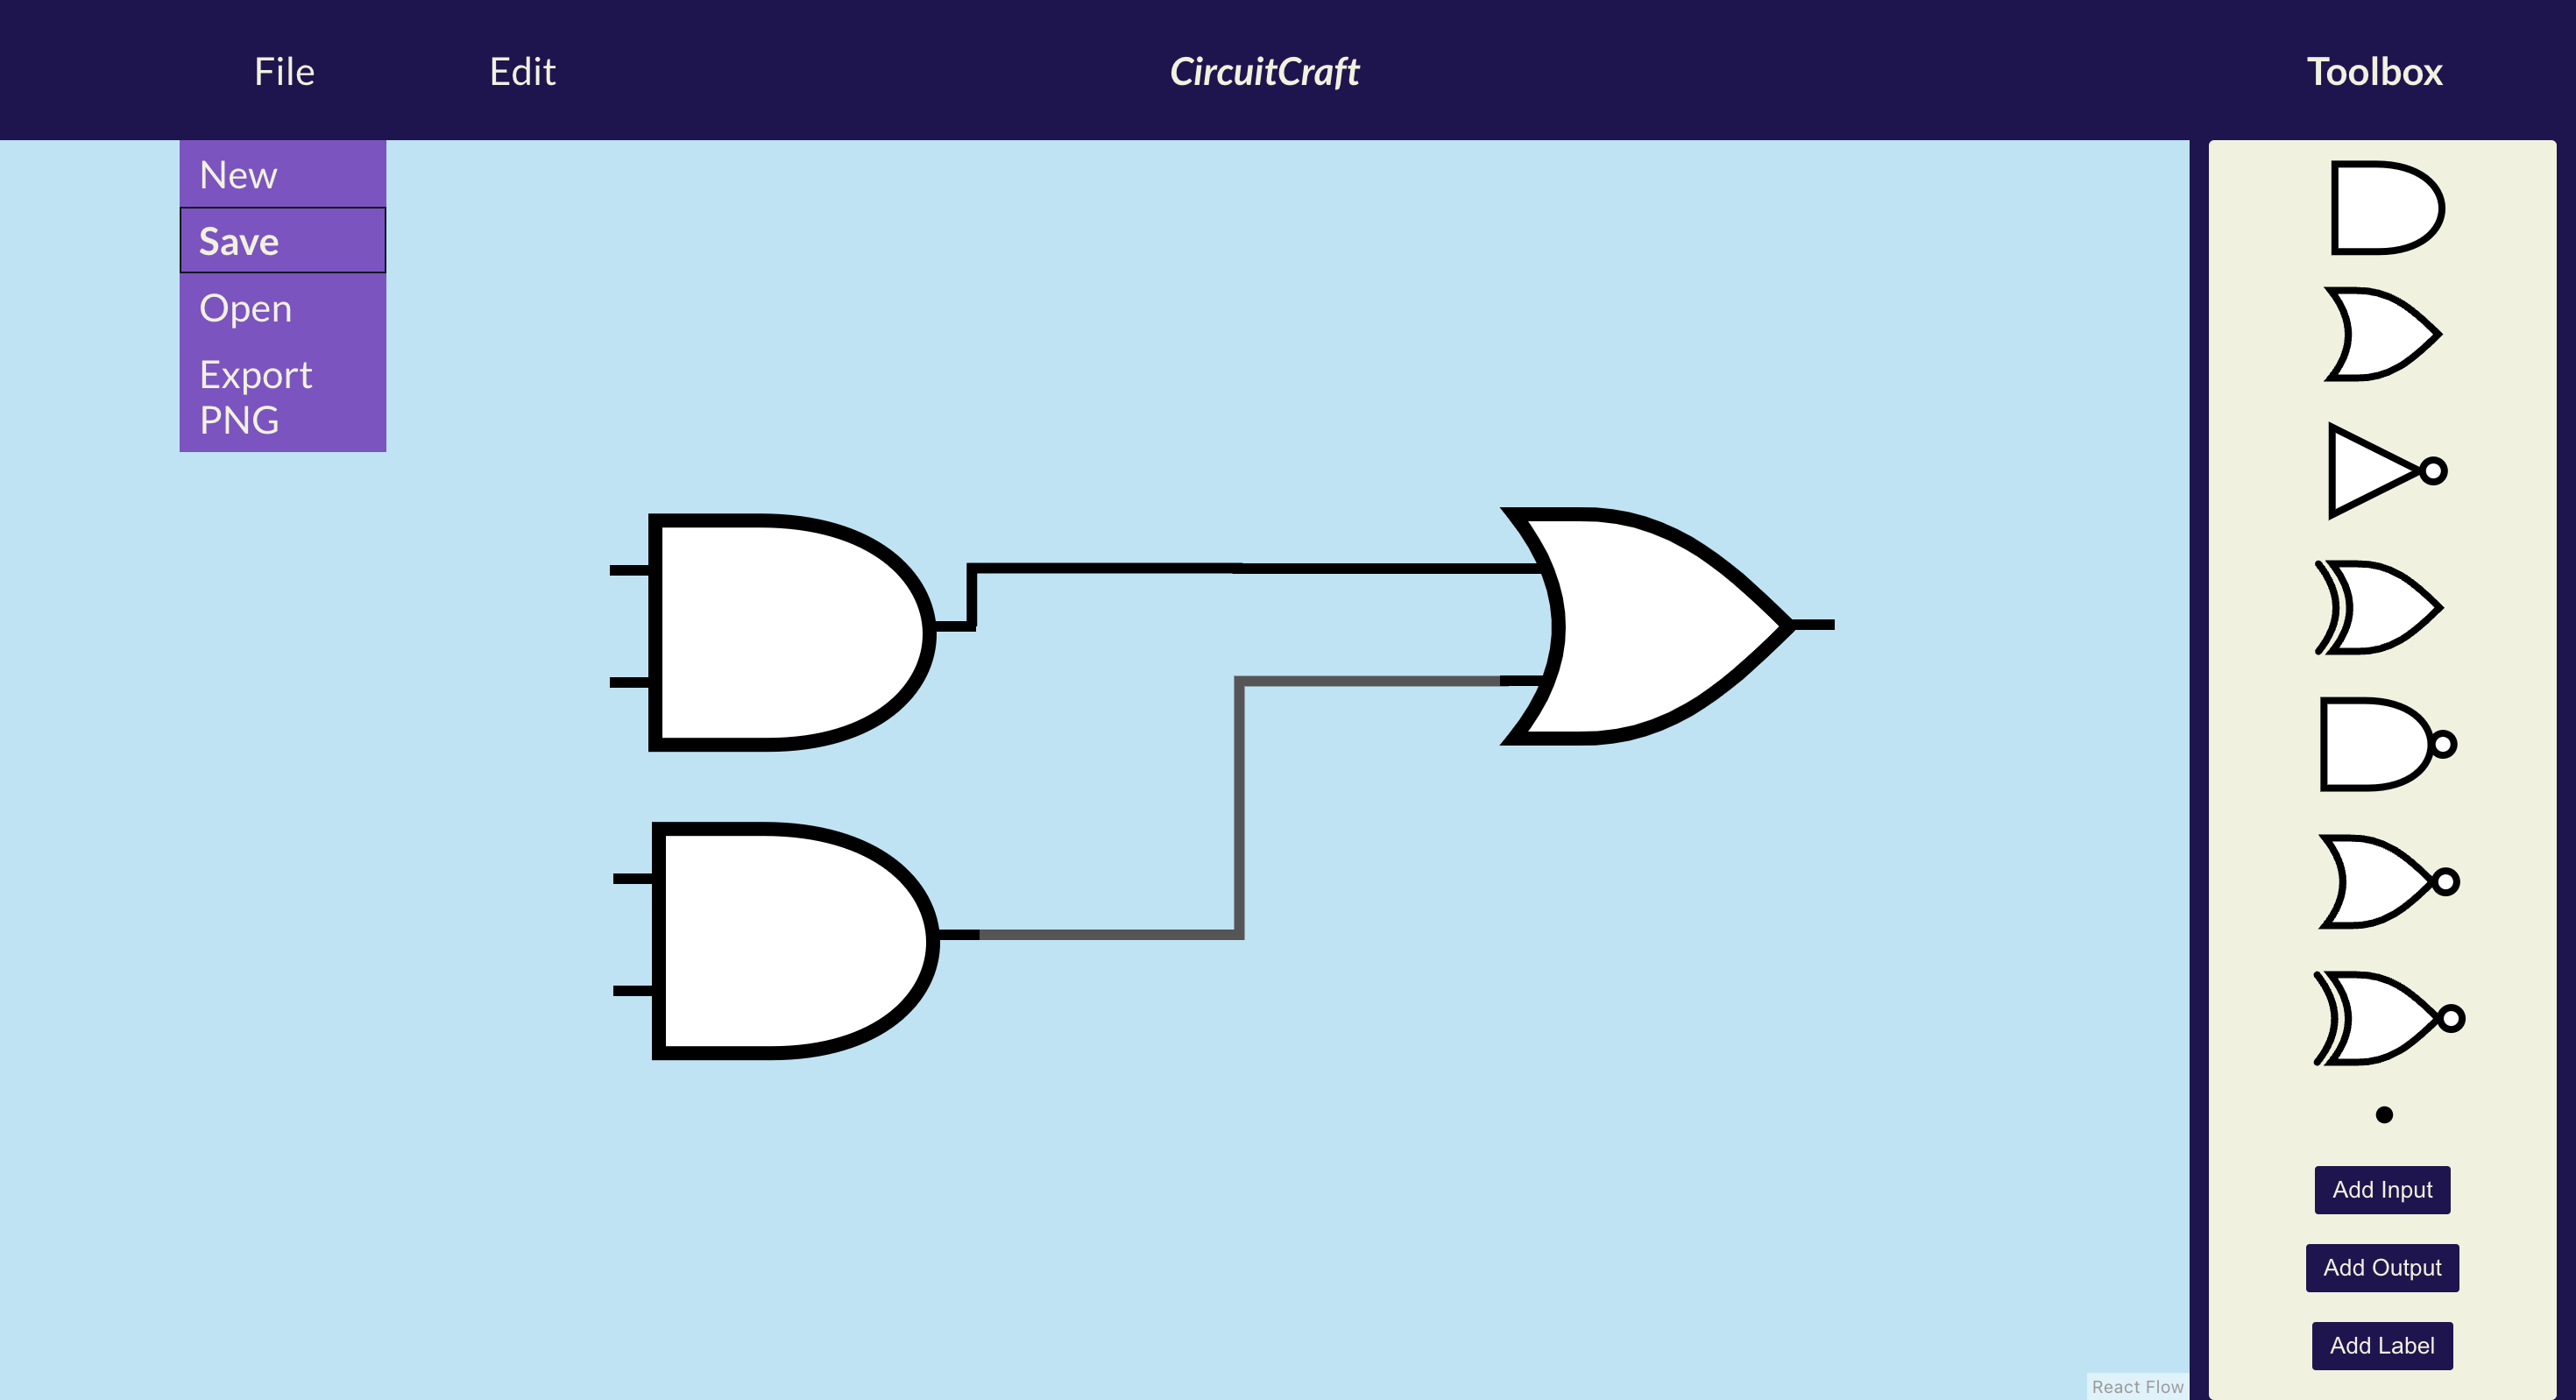 File
Edit
CircuitCraft
Toolbox
New
Save
Open
Export
PNG
Add Input
Add Output
Add Label
React Flow